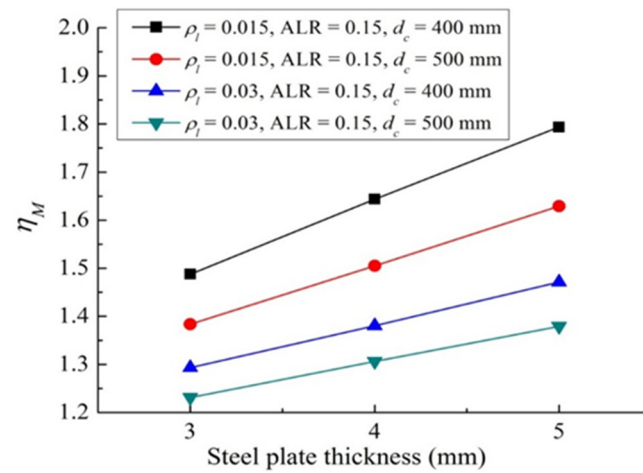 ρl = 0.015, ALR = 0.15, dc = 400 mm
ρl = 0.015, ALR = 0.15, dc = 500 mm
ρl = 0.03, ALR = 0.15, dc = 400 mm
ρl = 0.03, ALR = 0.15, dc = 500 mm
2.0
1.9
1.8
1.7
1.6
1.5
1.4
1.3
1.2
ηM
3 4 5
Steel plate thickness (mm)